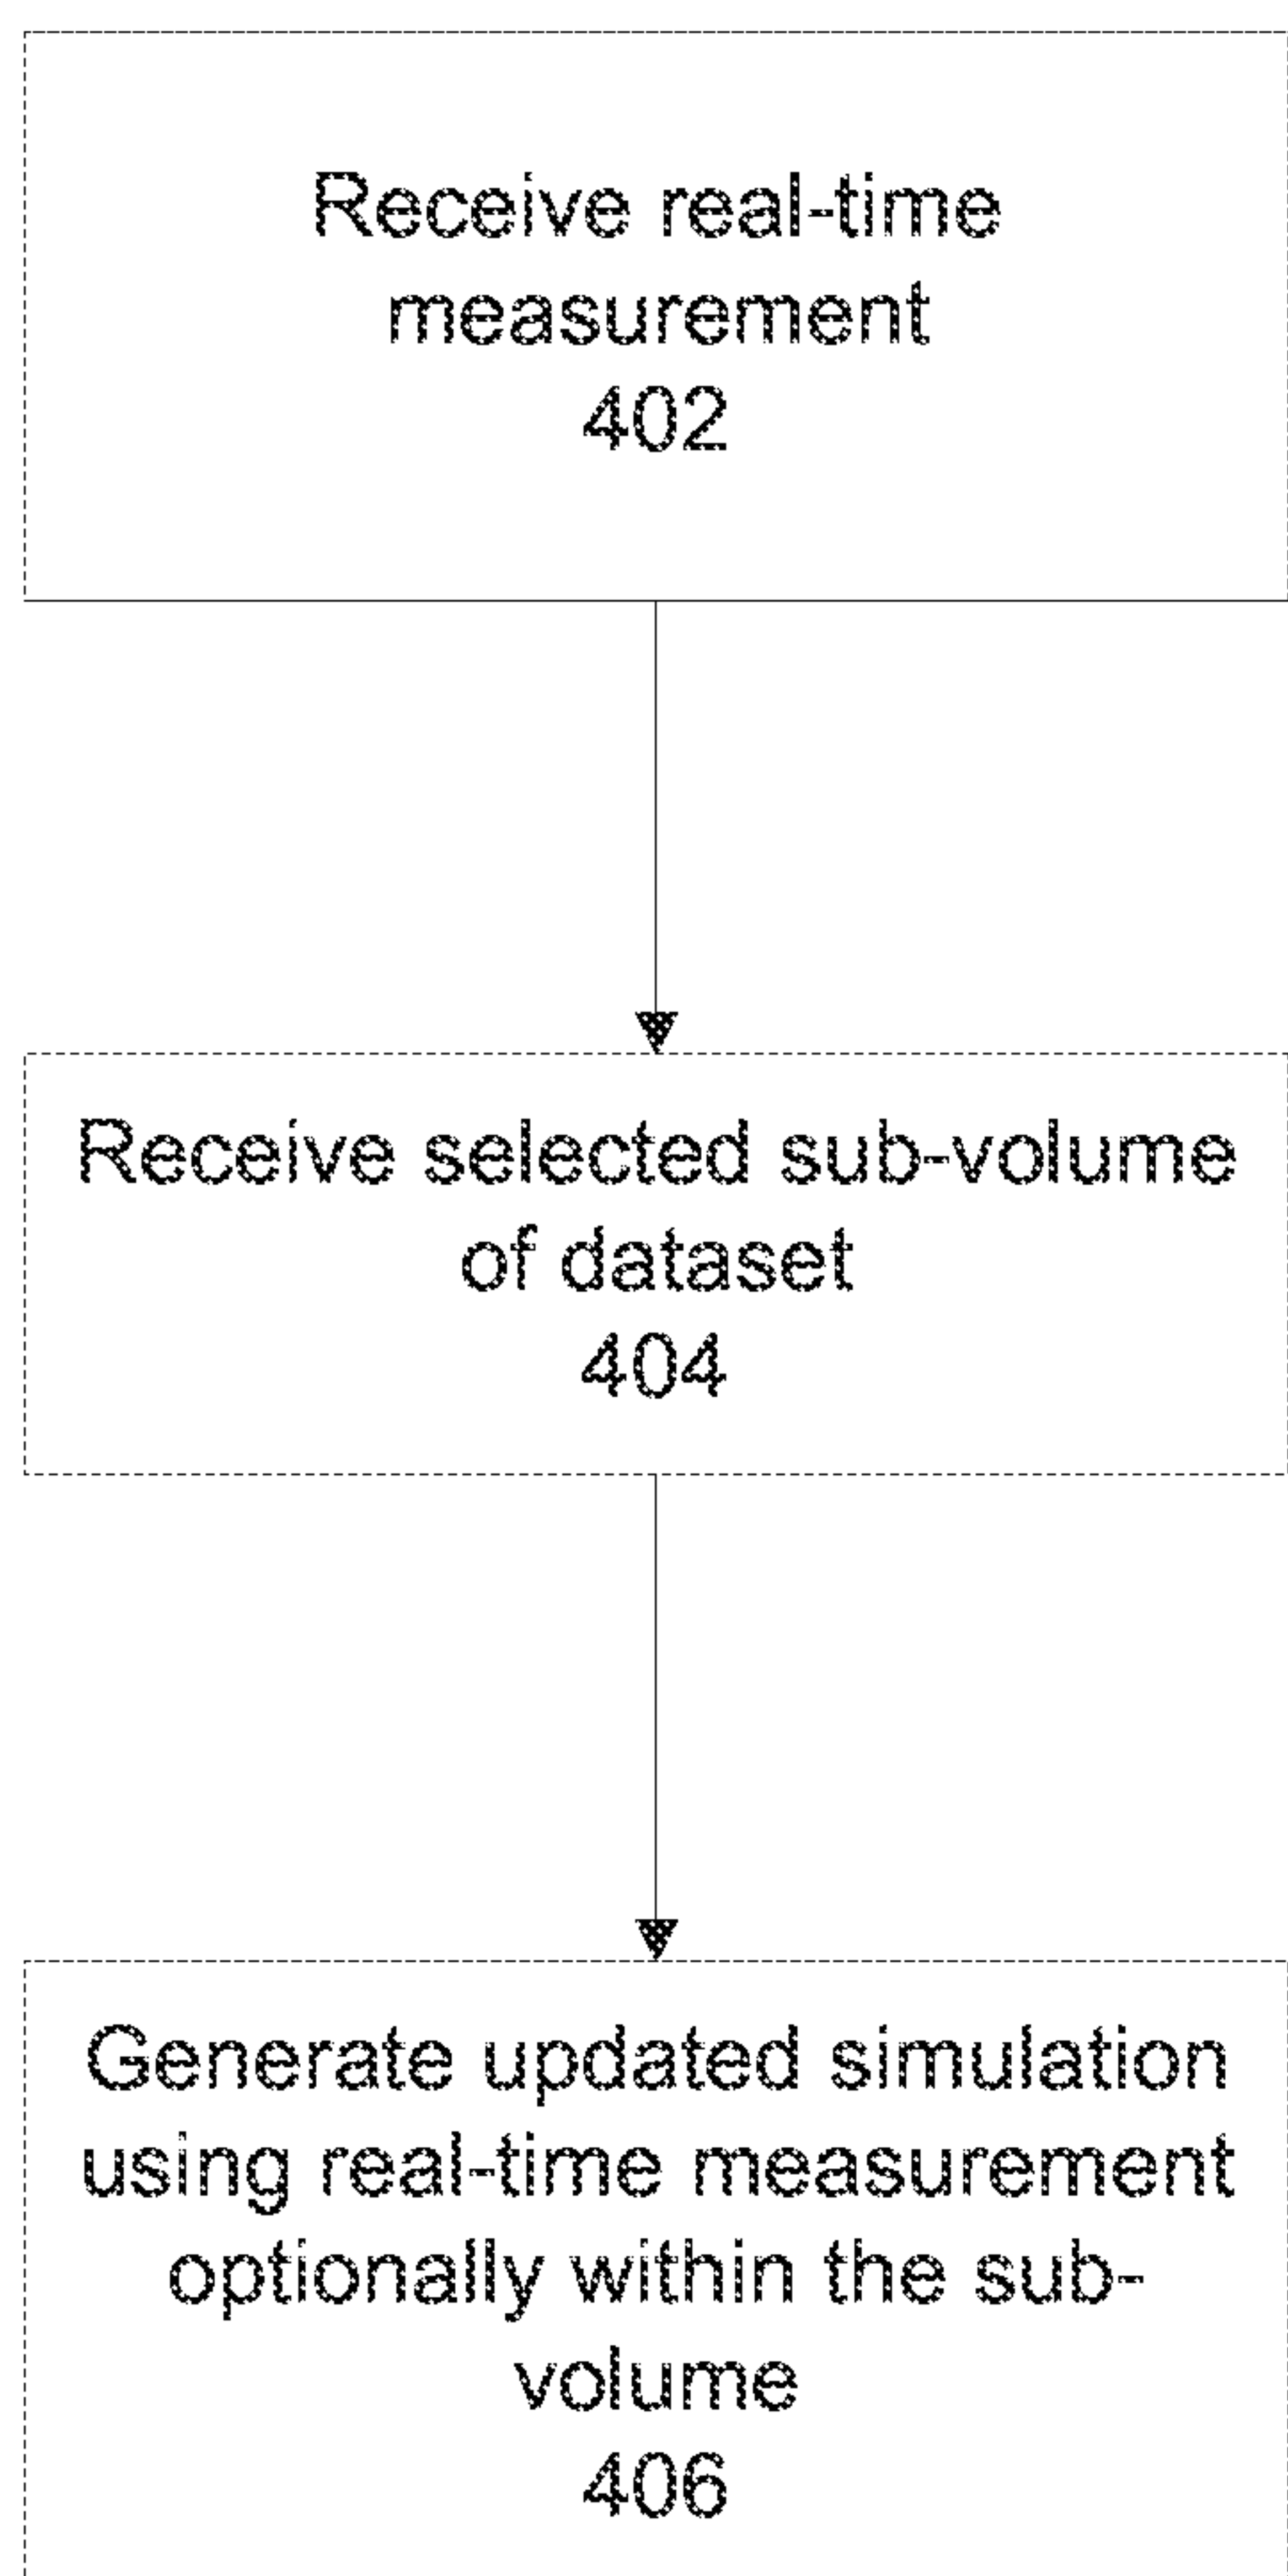 Receive real-time
measurement
402
Receive selected sub-volume
of dataset
404
Generate updated simulation
using real-time measurement
optionally within the sub-
volume
406